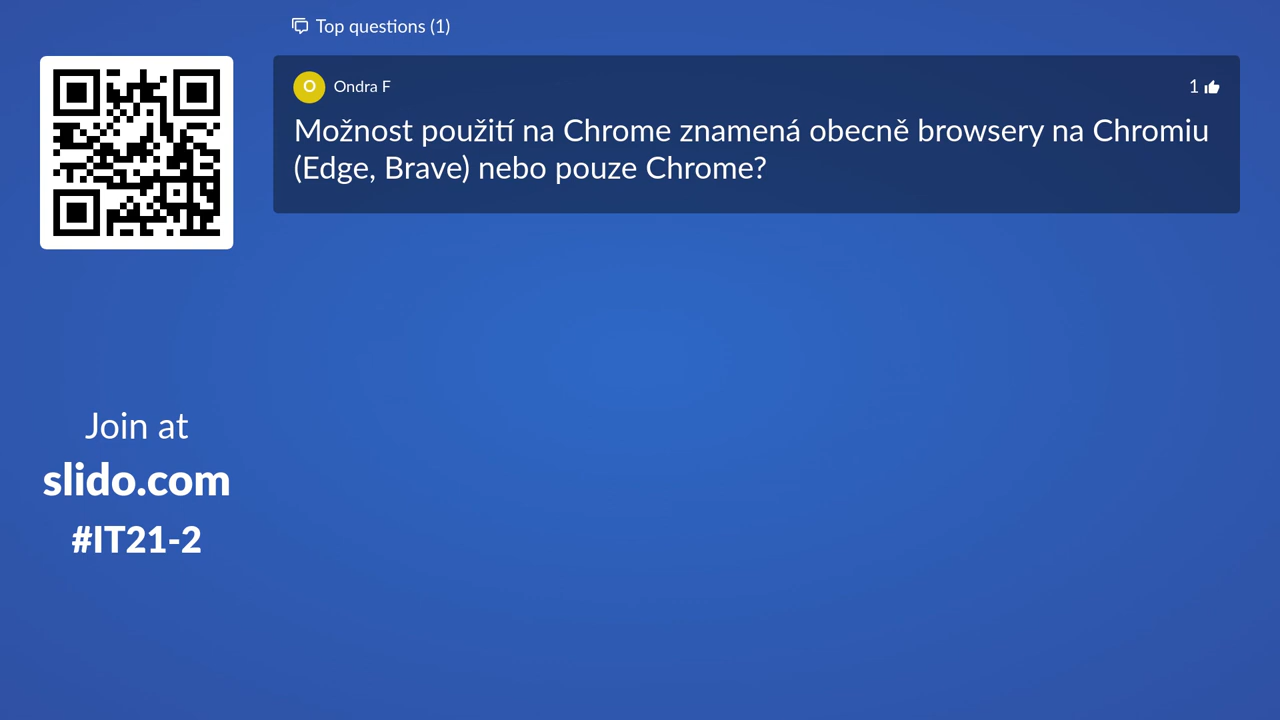 Top questions (1)
O Ondra F 1
Možnost použití na Chrome znamená obecně browsery na Chromiu
(Edge, Brave) nebo pouze Chrome?
Join at
slido.com
#IT21-2